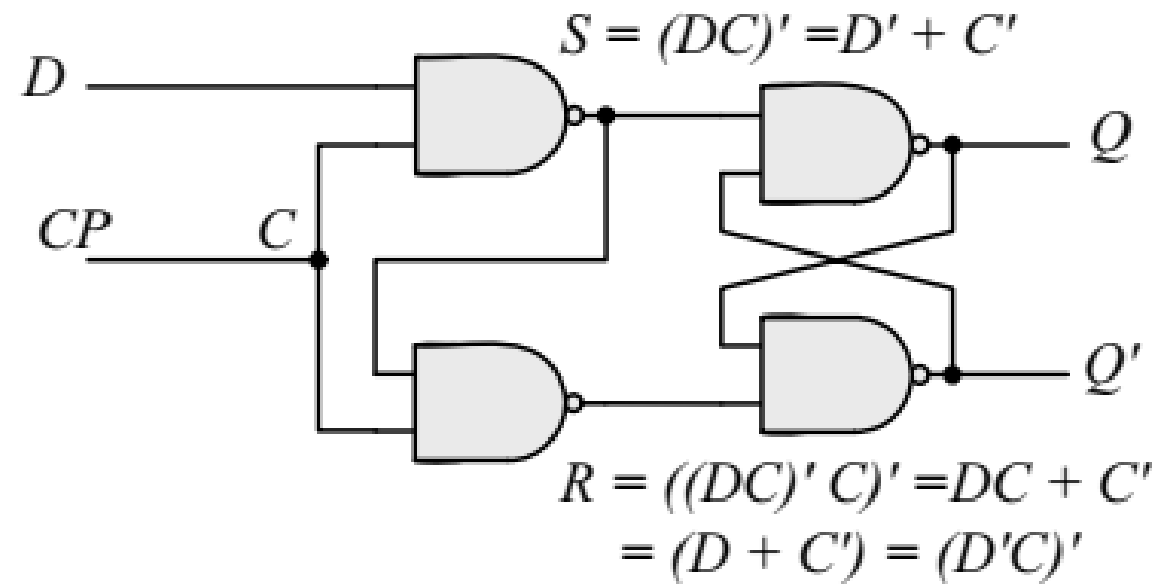 S = (DC)' =D' + C'
D
Q
CP
C
Q'
R = ((DC)' C)' =DC + C'
= (D + C') = (D'C)'